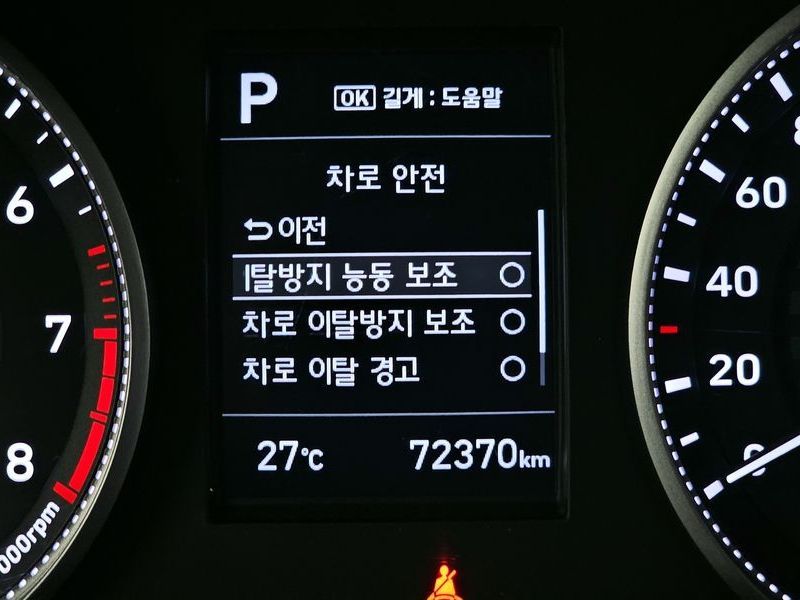 P
OK 길게 : 도움말
차로 안전
이전
탈방지 능동 보조
차로 이탈방지 보조
차로 이탈 경고
27℃
72370km
6
7
8
000rpm
60
40
20
0